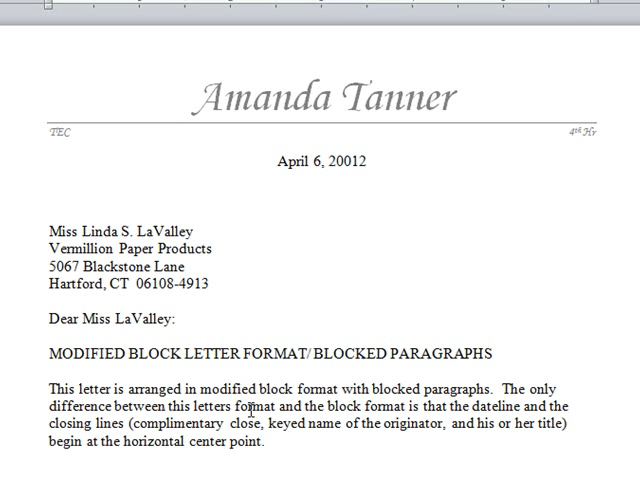 Amanda Tanner
TEC 4th Hr
April 6, 20012
Miss Linda S. LaValley
Vermillion Paper Products
5067 Blackstone Lane
Hartford, CT  06108-4913
Dear Miss LaValley:
MODIFIED BLOCK LETTER FORMAT/ BLOCKED PARAGRAPHS
This letter is arranged in modified block format with blocked paragraphs.  The only
difference between this letters format and the block format is that the dateline and the
closing lines (complimentary close, keyed name of the originator, and his or her title)
begin at the horizontal center point.